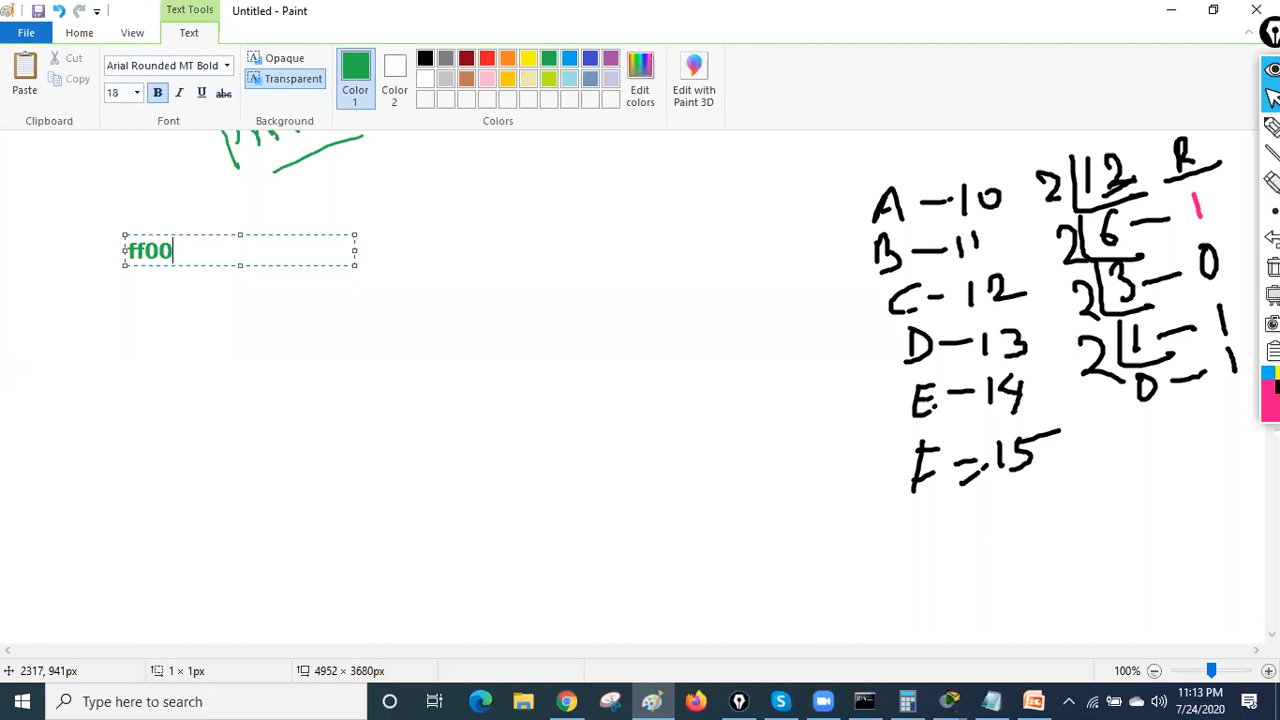 Text Tools
Untitled - Paint
File
Home
View
Text
Paste
Cut
Copy
Clipboard
Arial Rounded MT Bold
18
B I U abc
Font
Opaque
Transparent
Background
Color 1
Color 2
Edit colors
Colors
Edit with Paint 3D
ff00
A - 10
B - 11
C - 12
D - 13
E - 14
F = 15
R
2 12
1
2 6 -
2 3 - 0
2 1 - 1
0 - 1
2317, 941px
1 × 1px
4952 × 3680px
100%
Type here to search
11:13 PM
7/24/2020